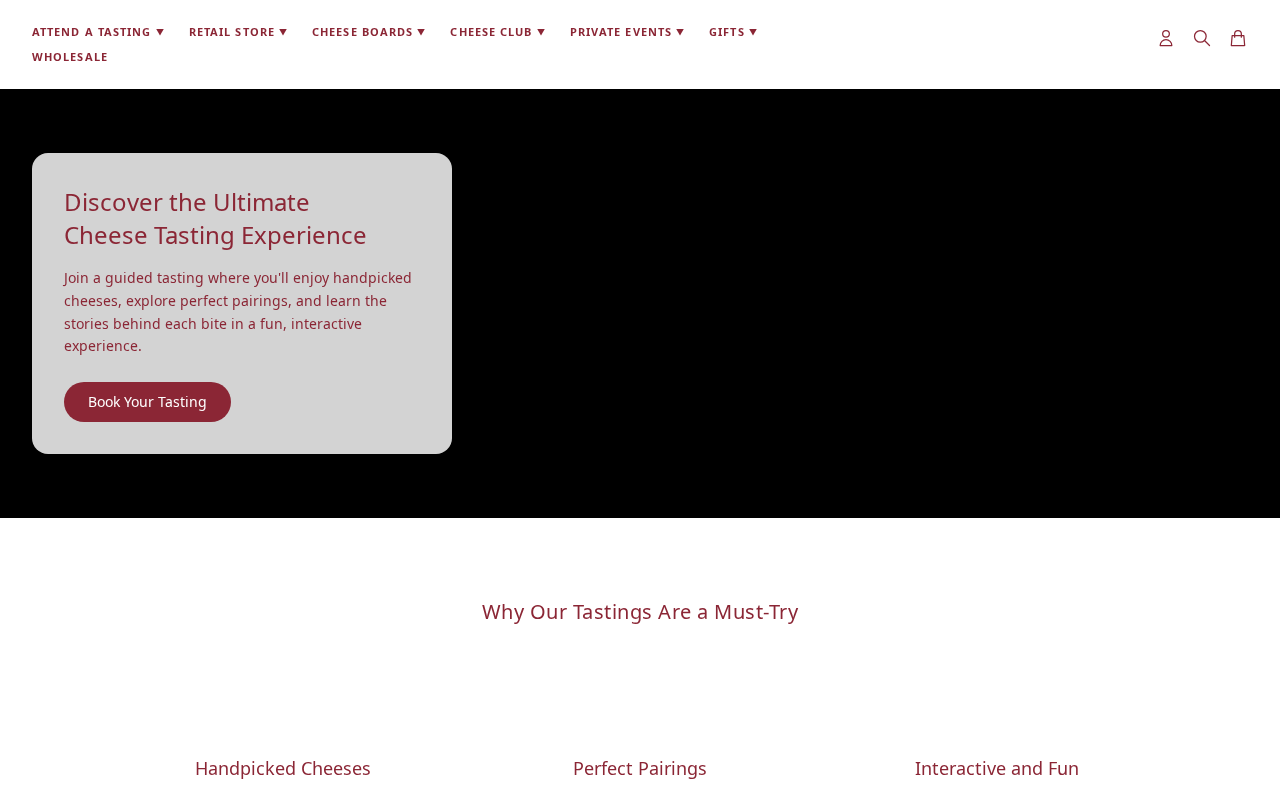 ATTEND A TASTING ▼ RETAIL STORE ▼ CHEESE BOARDS ▼ CHEESE CLUB ▼ PRIVATE EVENTS ▼ GIFTS ▼
WHOLESALE
Discover the Ultimate
Cheese Tasting Experience
Join a guided tasting where you'll enjoy handpicked
cheeses, explore perfect pairings, and learn the
stories behind each bite in a fun, interactive
experience.
Book Your Tasting
Why Our Tastings Are a Must-Try
Handpicked Cheeses
Perfect Pairings
Interactive and Fun